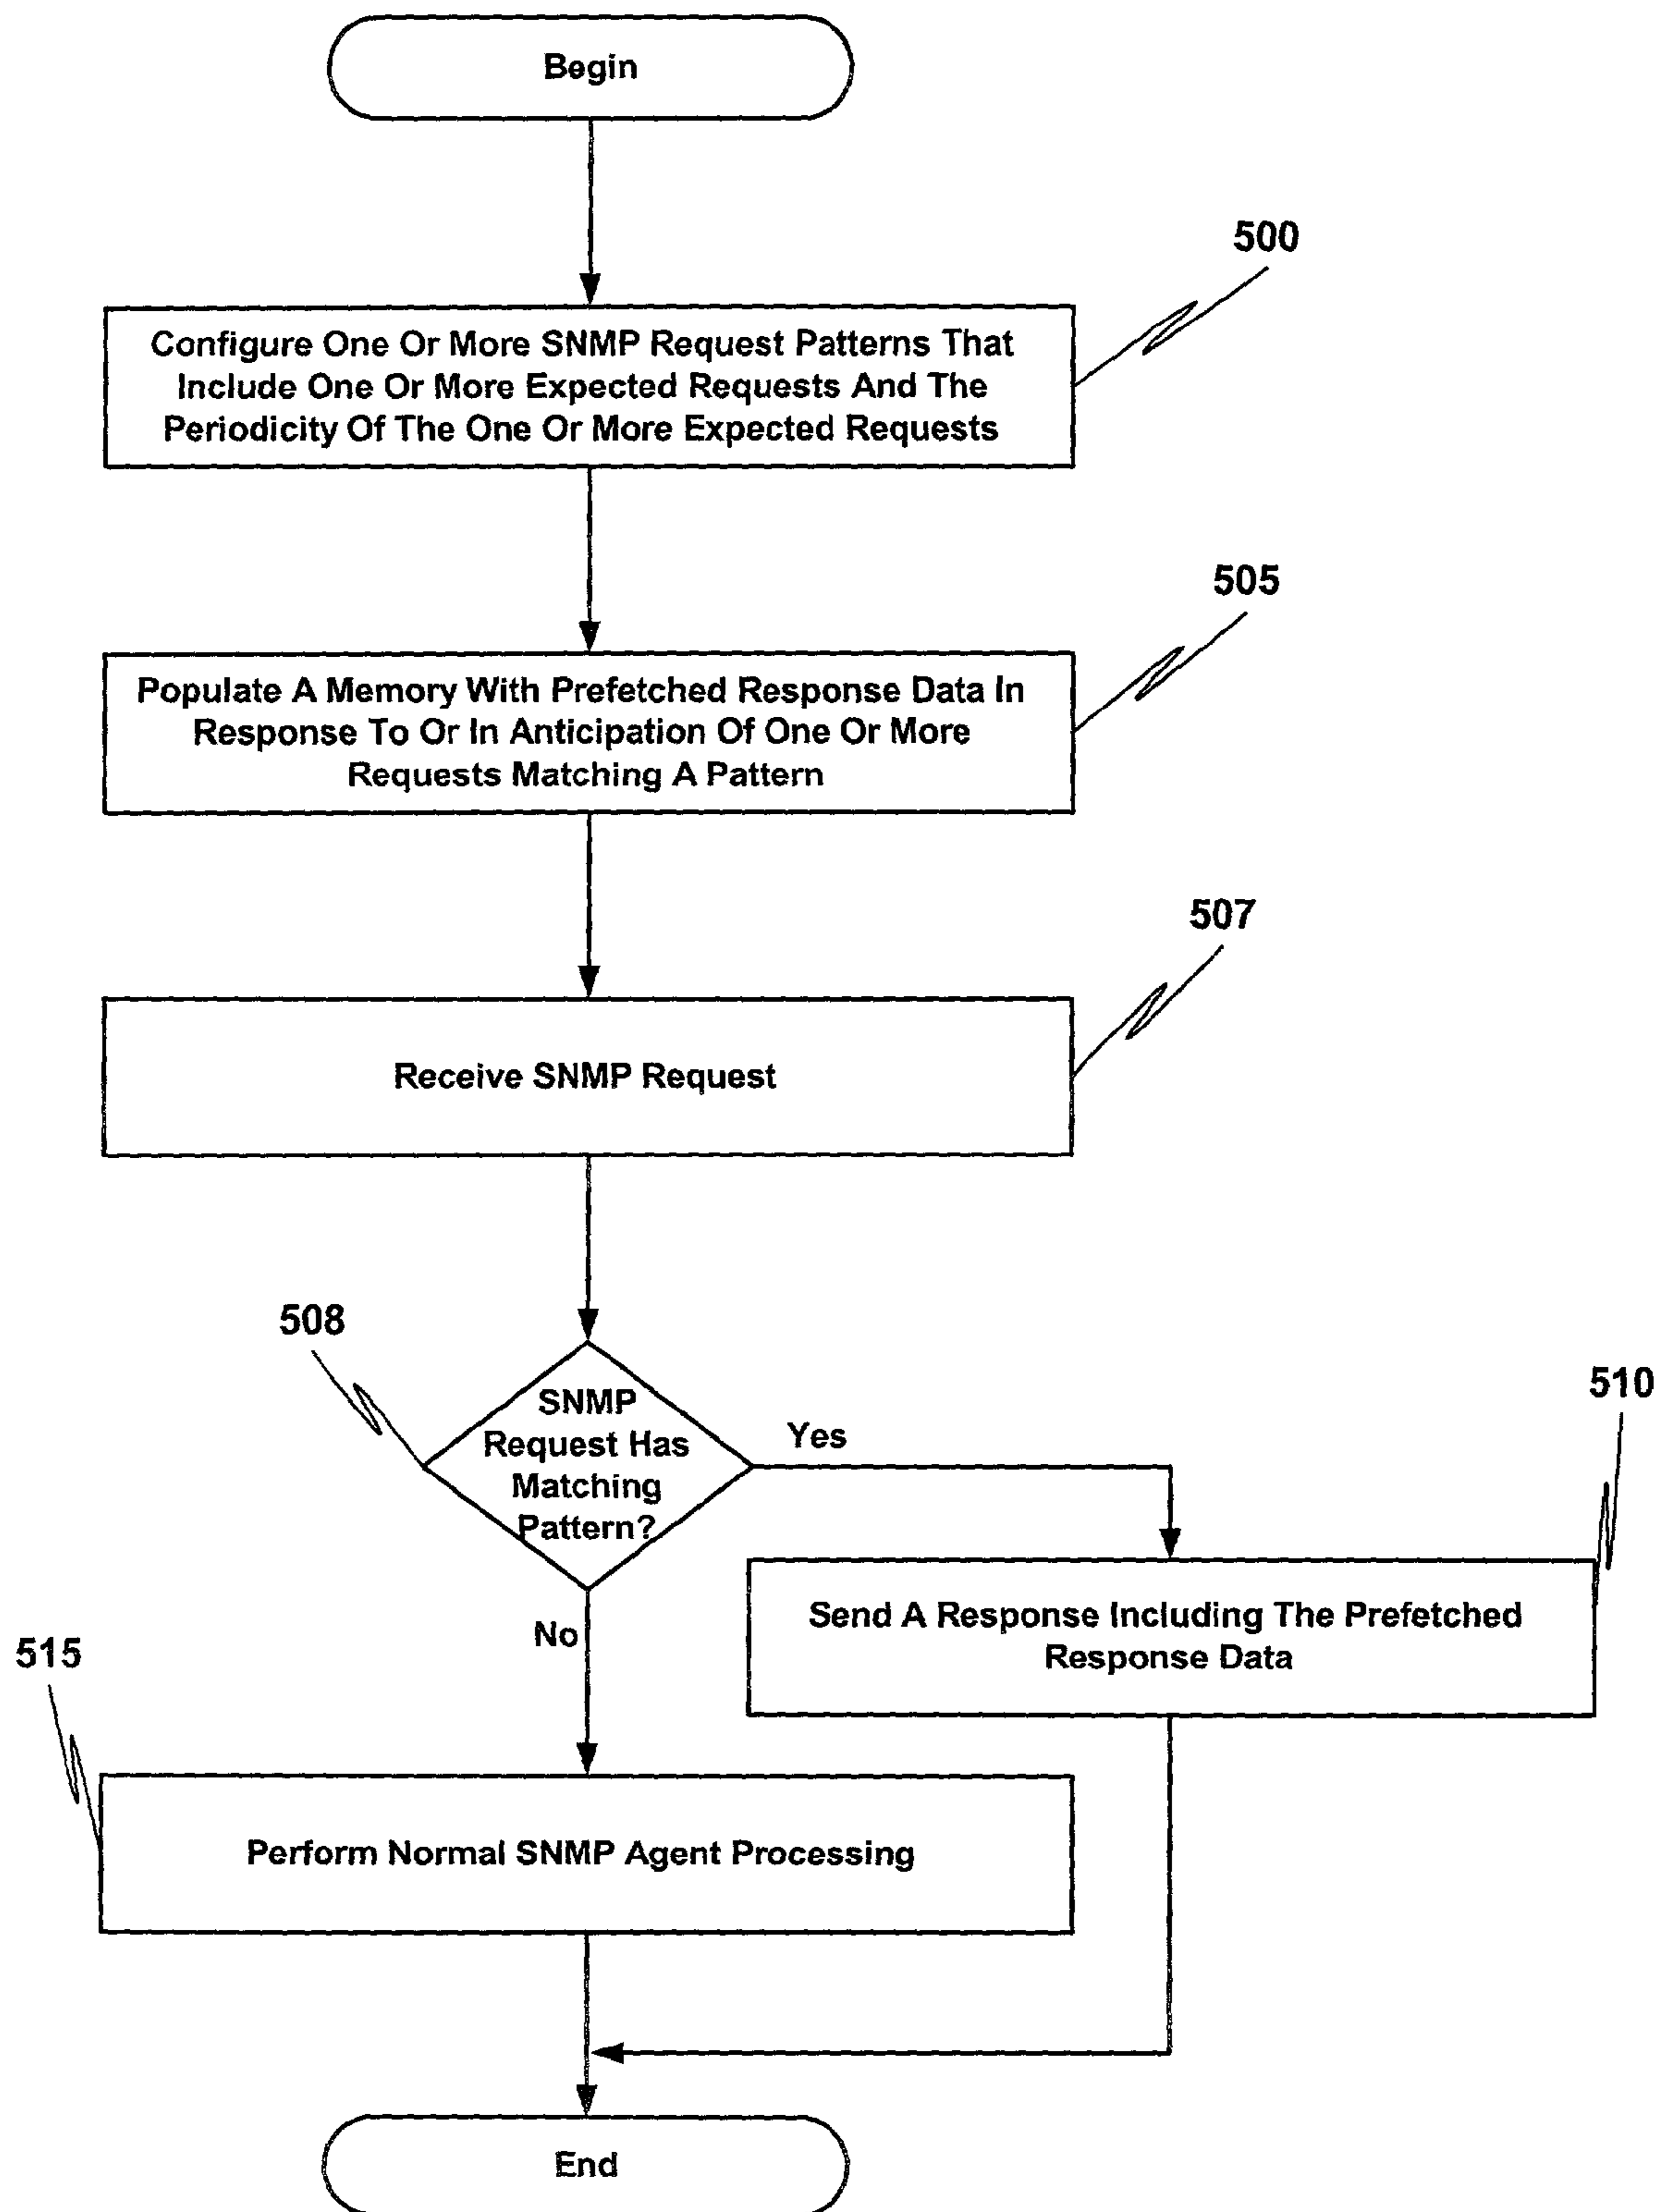 Begin
500
Configure One Or More SNMP Request Patterns That
Include One Or More Expected Requests And The
Periodicity Of The One Or More Expected Requests
505
Populate A Memory With Prefetched Response Data In
Response To Or In Anticipation Of One Or More
Requests Matching A Pattern
507
Receive SNMP Request
508
SNMP
Request Has
Matching
Pattern?
Yes
510
Send A Response Including The Prefetched
Response Data
No
515
Perform Normal SNMP Agent Processing
End